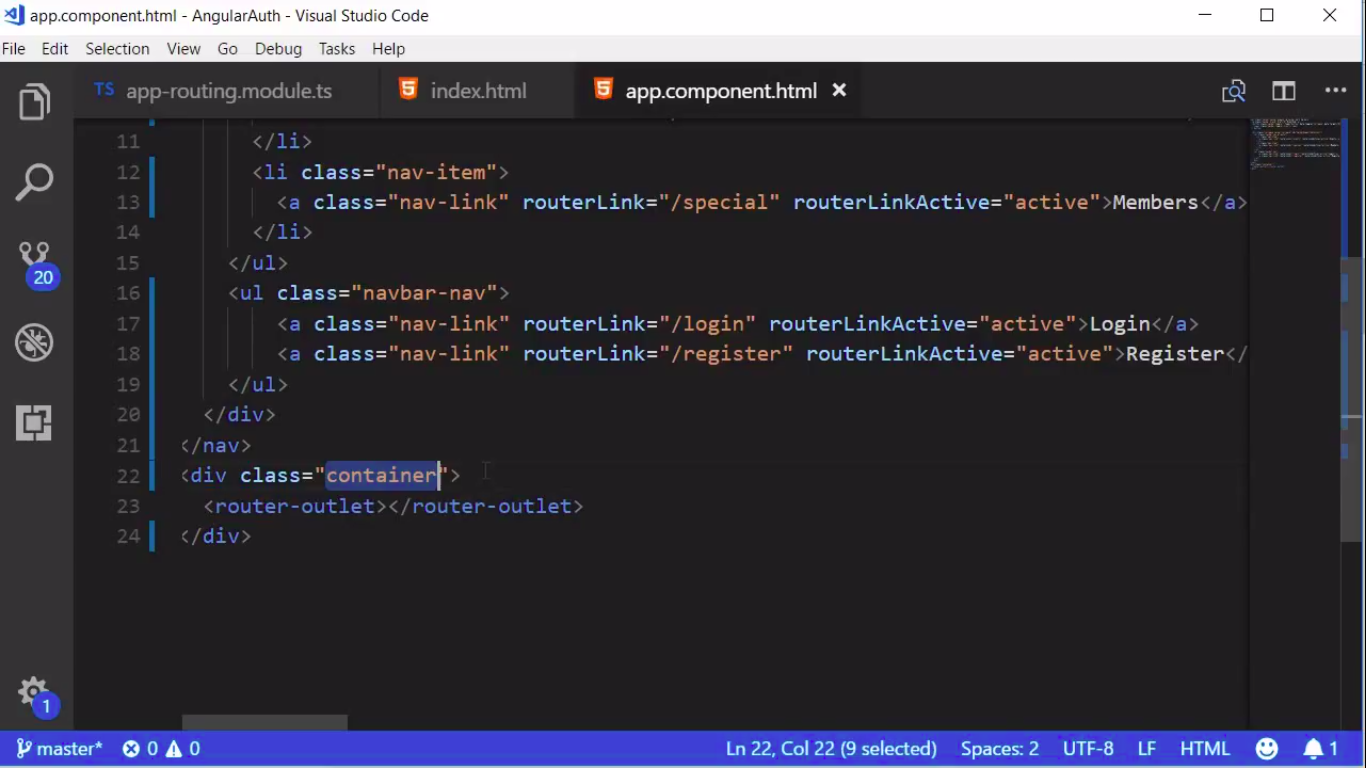 app.component.html - AngularAuth - Visual Studio Code
File Edit Selection View Go Debug Tasks Help
TS app-routing.module.ts index.html app.component.html
11 </li>
12 <li class="nav-item">
13 <a class="nav-link" routerLink="/special" routerLinkActive="active">Members</a>
14 </li>
15 </ul>
16 <ul class="navbar-nav">
17 <a class="nav-link" routerLink="/login" routerLinkActive="active">Login</a>
18 <a class="nav-link" routerLink="/register" routerLinkActive="active">Register</
19 </ul>
20 </div>
21 </nav>
22 <div class="container">
23 <router-outlet></router-outlet>
24 </div>
20
1
master* 0 0 Ln 22, Col 22 (9 selected) Spaces: 2 UTF-8 LF HTML 1